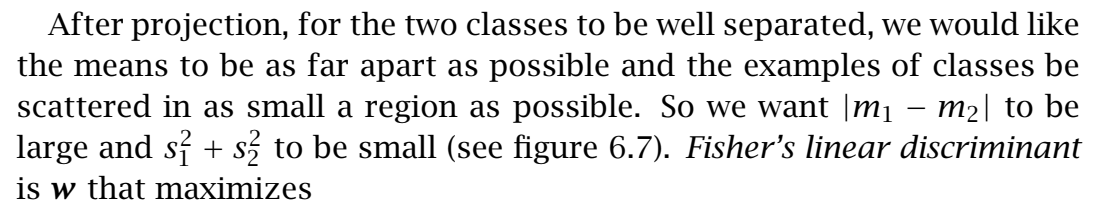 After projection, for the two classes to be well separated, we would like
the means to be as far apart as possible and the examples of classes be
scattered in as small a region as possible. So we want |m₁ − m₂| to be
large and s₁² + s₂² to be small (see figure 6.7). Fisher's linear discriminant
is w that maximizes